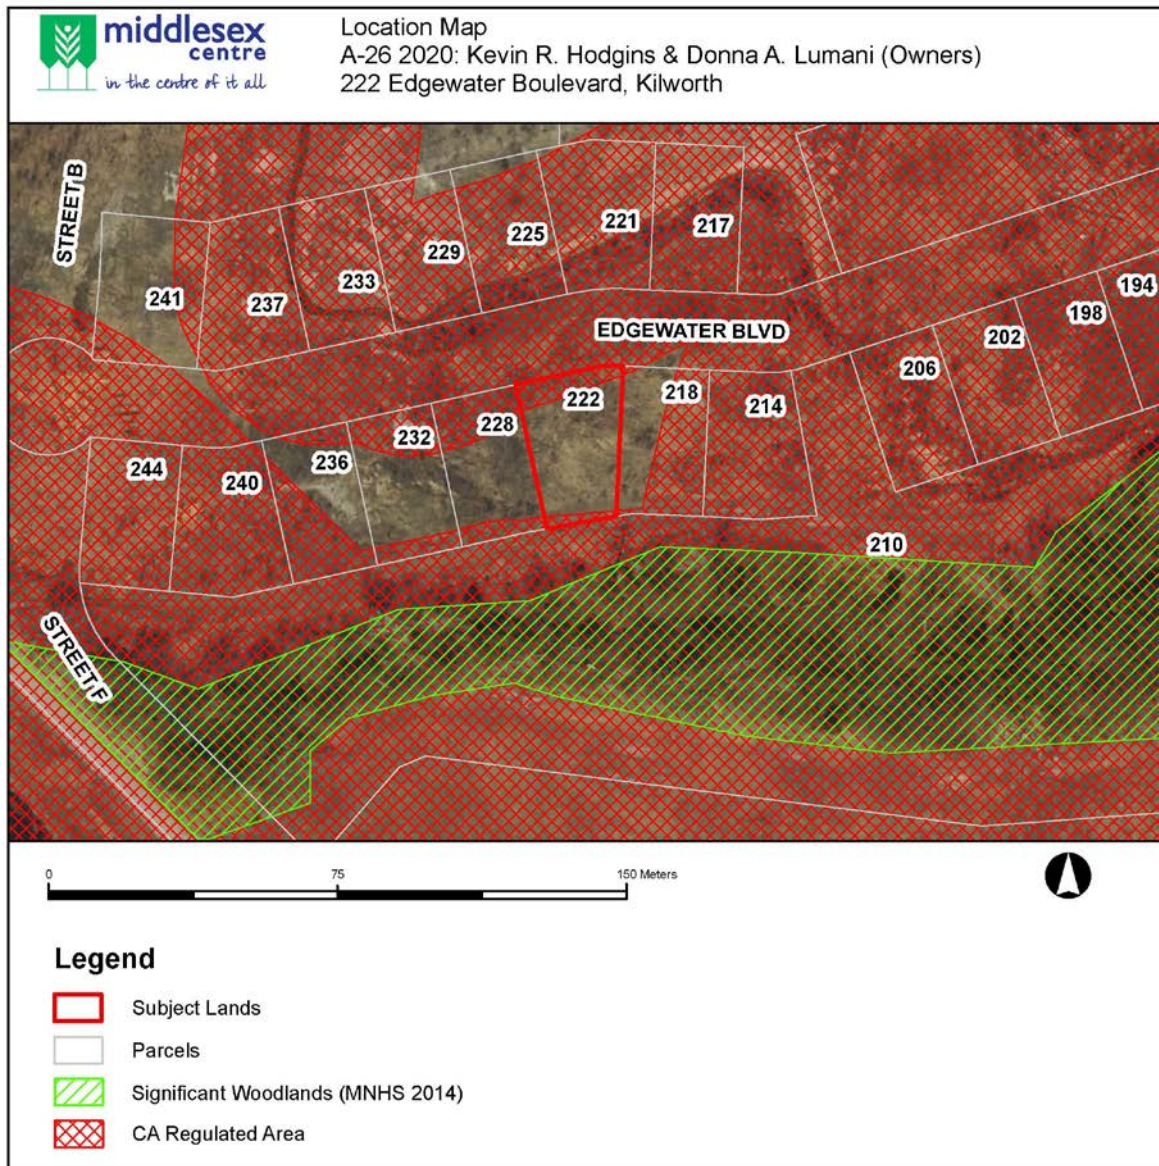 middlesex
centre
in the centre of it all
Location Map
A-26 2020: Kevin R. Hodgins & Donna A. Lumani (Owners)
222 Edgewater Boulevard, Kilworth
STREET B
241
237
233
229
225
221
217
EDGEWATER BLVD
194
198
202
206
244
240
236
232
228
222
218
214
210
STREET F
0
75
150 Meters
Legend
Subject Lands
Parcels
Significant Woodlands (MNHS 2014)
CA Regulated Area